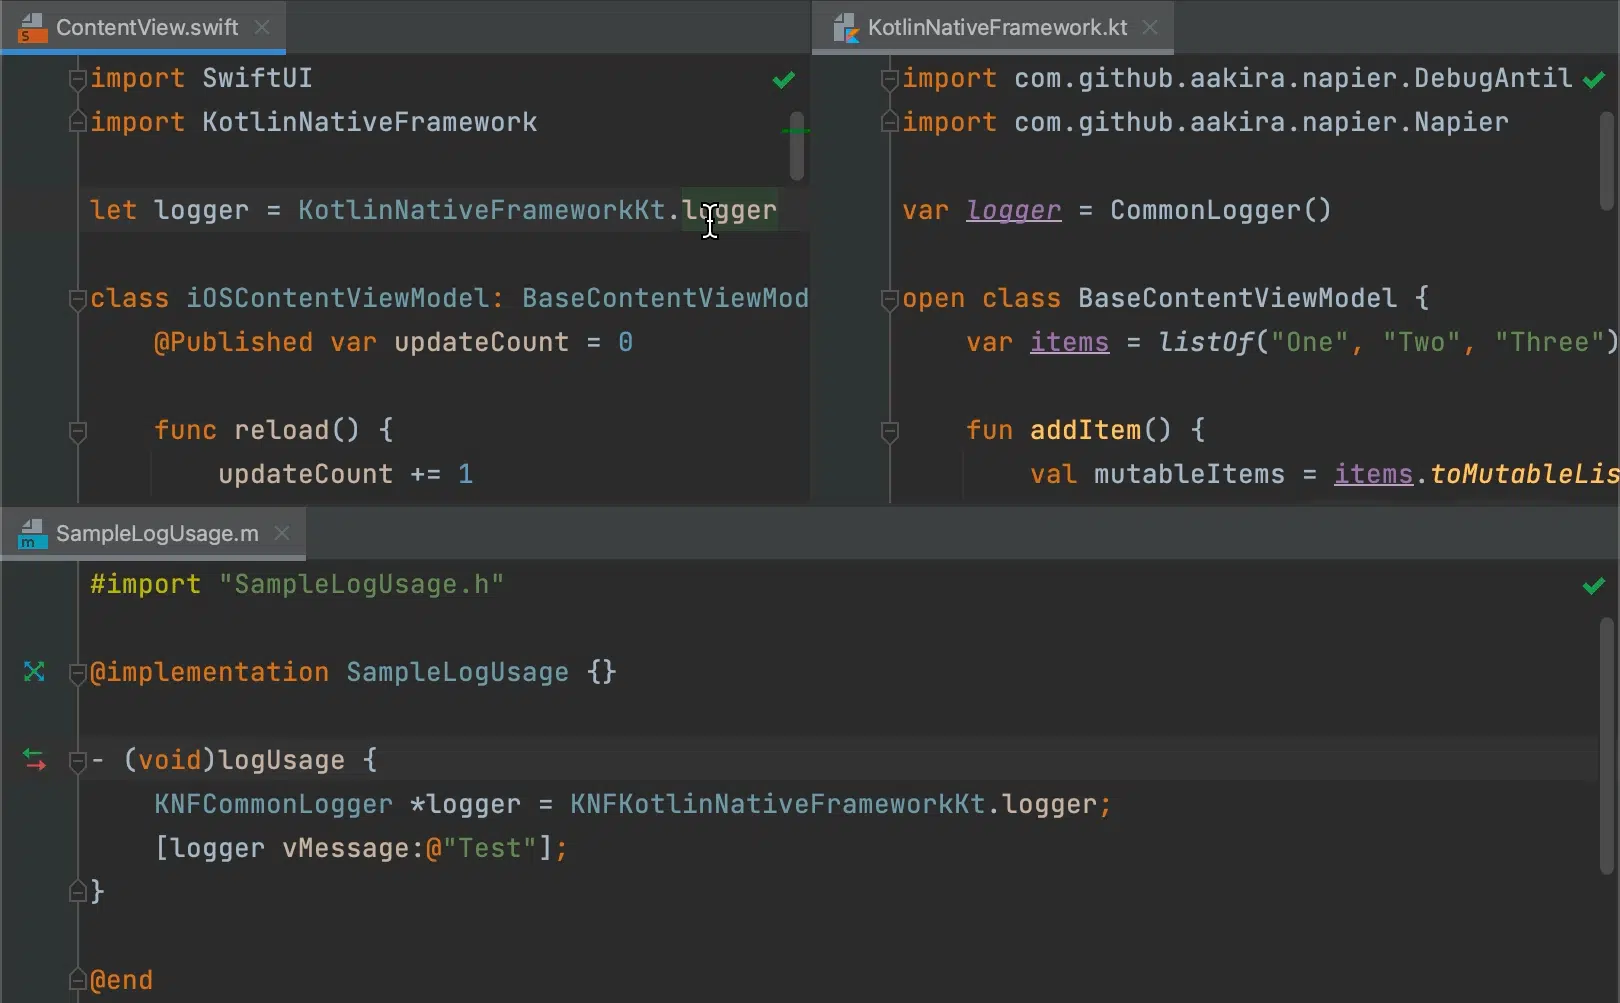 ContentView.swift
import SwiftUI
import KotlinNativeFramework
let logger = KotlinNativeFrameworkKt.logger
class iOSContentViewModel: BaseContentViewMod
@Published var updateCount = 0
func reload() {
updateCount += 1
KotlinNativeFramework.kt
import com.github.aakira.napier.DebugAntil
import com.github.aakira.napier.Napier
var logger = CommonLogger()
open class BaseContentViewModel {
var items = listOf("One", "Two", "Three")
fun addItem() {
val mutableItems = items.toMutableLis
SampleLogUsage.m
#import "SampleLogUsage.h"
@implementation SampleLogUsage {}
- (void)logUsage {
KNFCommonLogger *logger = KNFKotlinNativeFrameworkKt.logger;
[logger vMessage:@"Test"];
}
@end